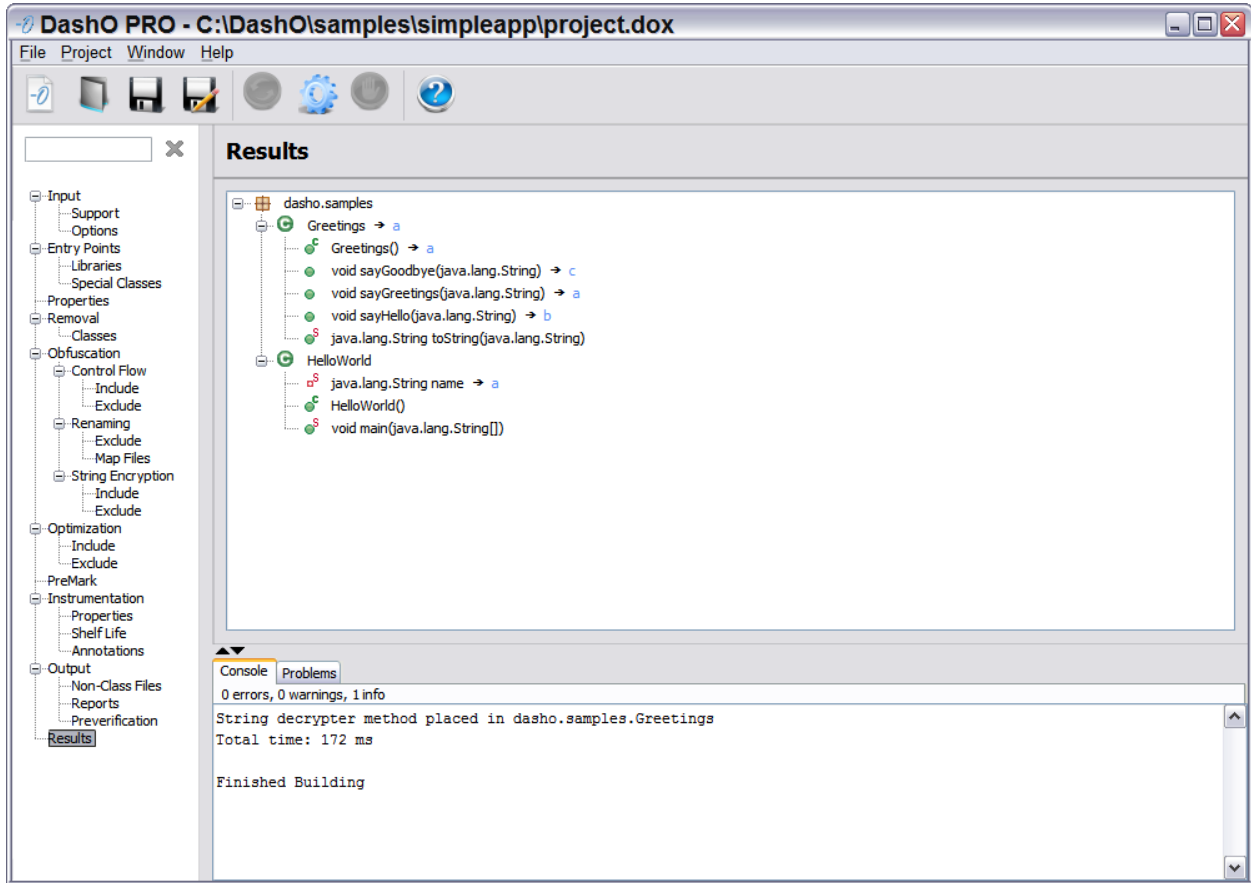 DashO PRO - C:\DashO\samples\simpleapp\project.dox
File Project Window Help
Results
Input
Support
Options
Entry Points
Libraries
Special Classes
Properties
Removal
Classes
Obfuscation
Control Flow
Include
Exclude
Renaming
Exclude
Map Files
String Encryption
Include
Exclude
Optimization
Include
Exclude
PreMark
Instrumentation
Properties
Shelf Life
Annotations
Output
Non-Class Files
Reports
Preverification
Results
dasho.samples
Greetings → a
Greetings() → a
void sayGoodbye(java.lang.String) → c
void sayGreetings(java.lang.String) → a
void sayHello(java.lang.String) → b
java.lang.String toString(java.lang.String)
HelloWorld
java.lang.String name → a
HelloWorld()
void main(java.lang.String[])
Console Problems
0 errors, 0 warnings, 1 info
String decrypter method placed in dasho.samples.Greetings
Total time: 172 ms
Finished Building